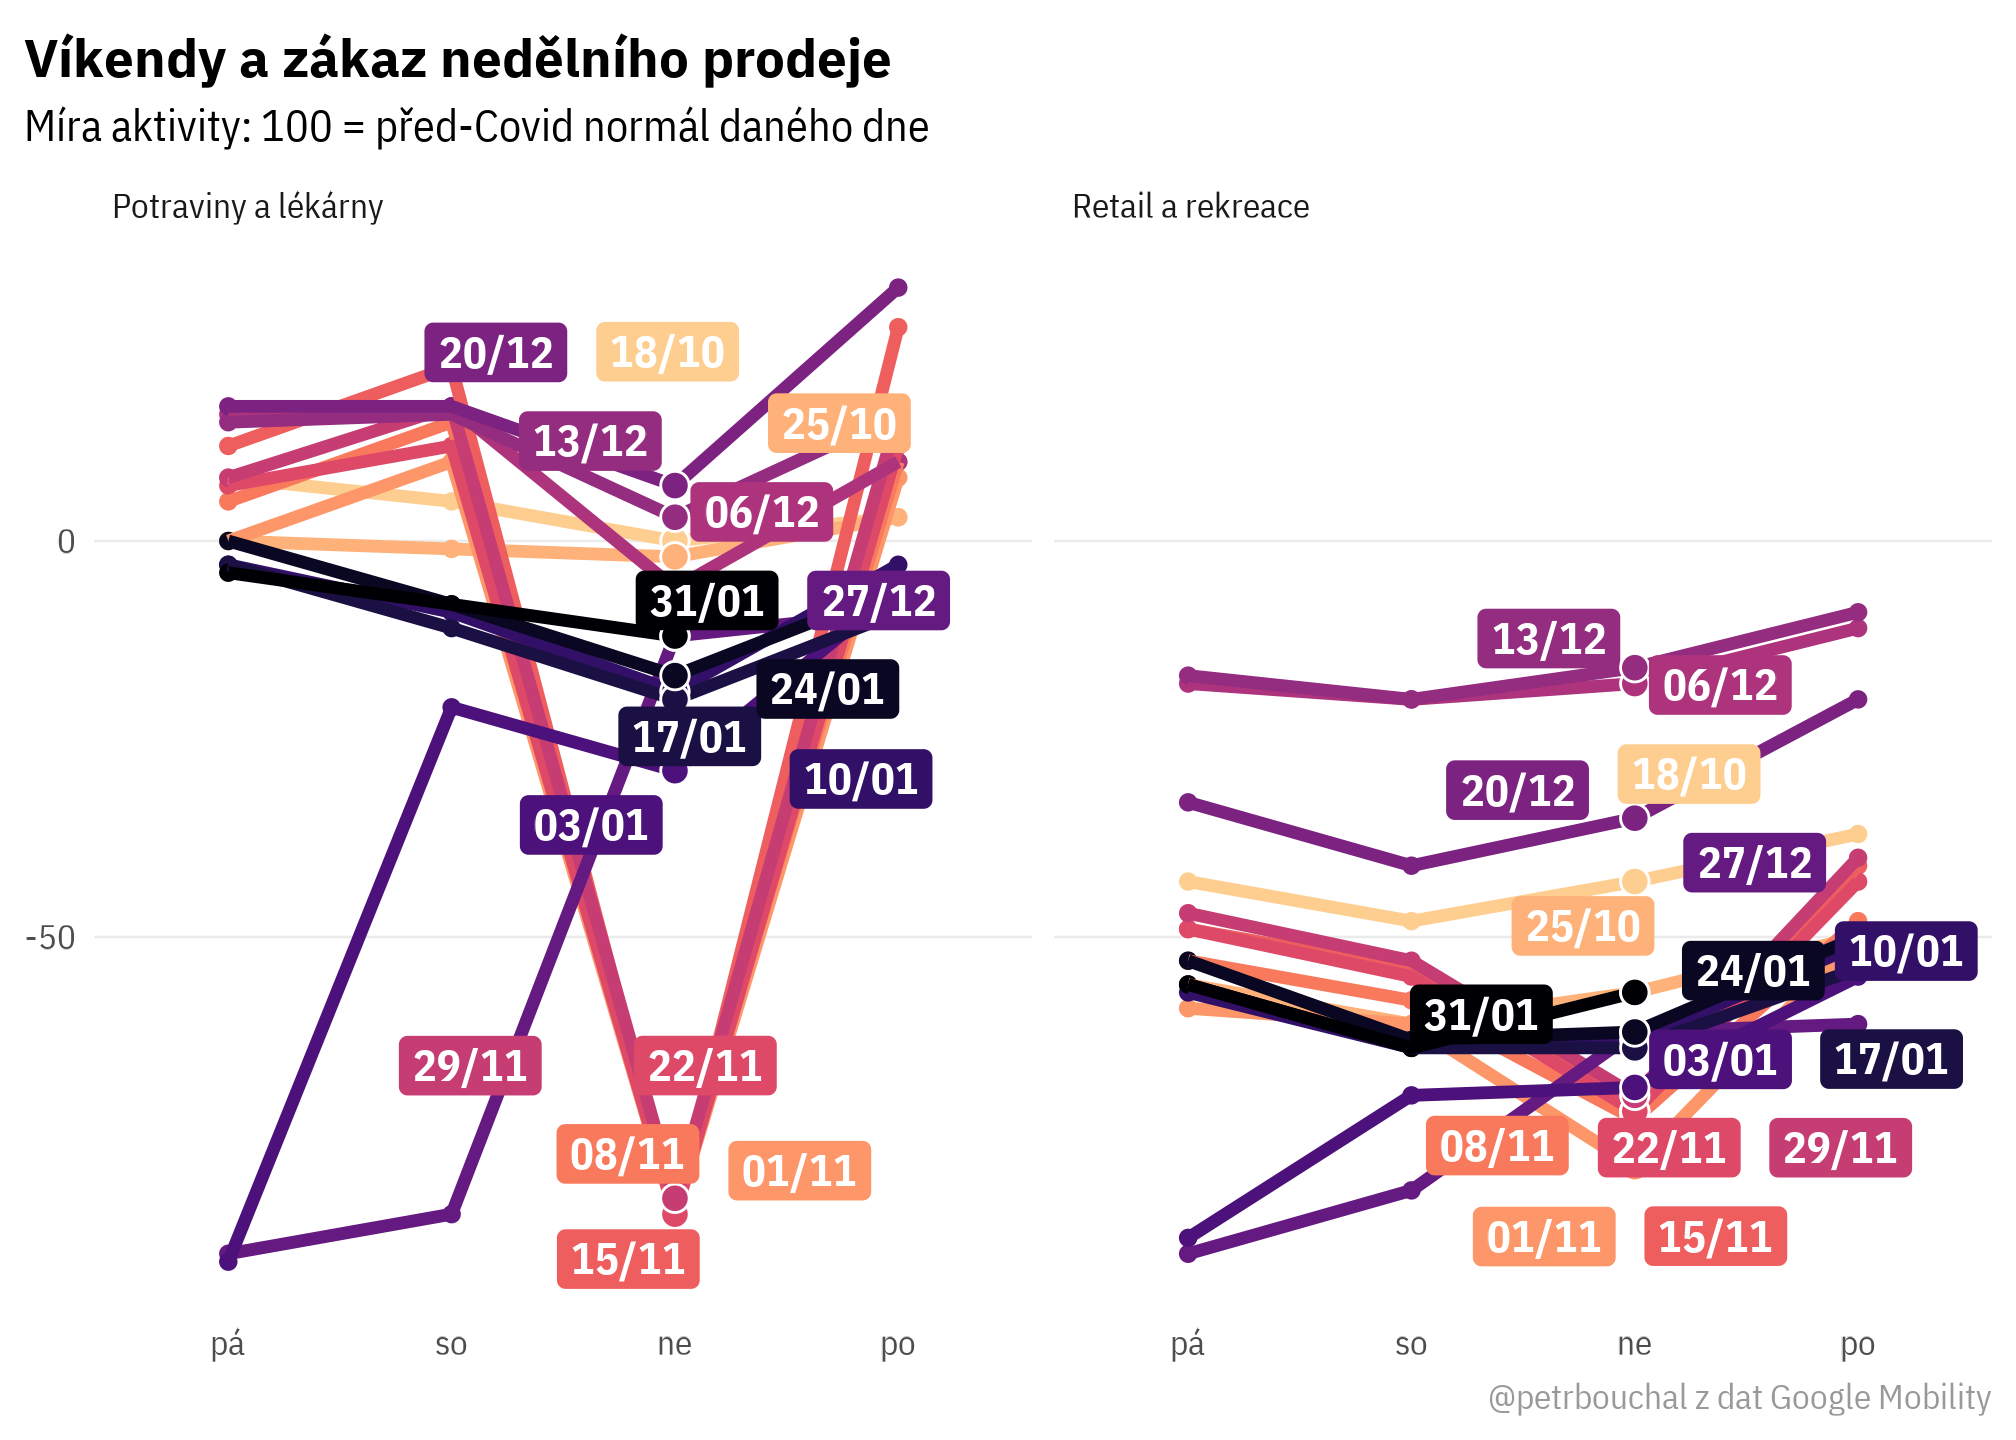 Víkendy a zákaz nedělního prodeje
Míra aktivity: 100 = před-Covid normál daného dne
Potraviny a lékárny
Retail a rekreace
20/12
18/10
13/12
25/10
06/12
0
31/01
27/12
24/01
17/01
10/01
03/01
-50
29/11
22/11
08/11
01/11
15/11
pá
so
ne
po
13/12
06/12
20/12
18/10
27/12
25/10
10/01
24/01
31/01
03/01
17/01
08/11
22/11
29/11
01/11
15/11
pá
so
ne
po
@petrbouchal z dat Google Mobility